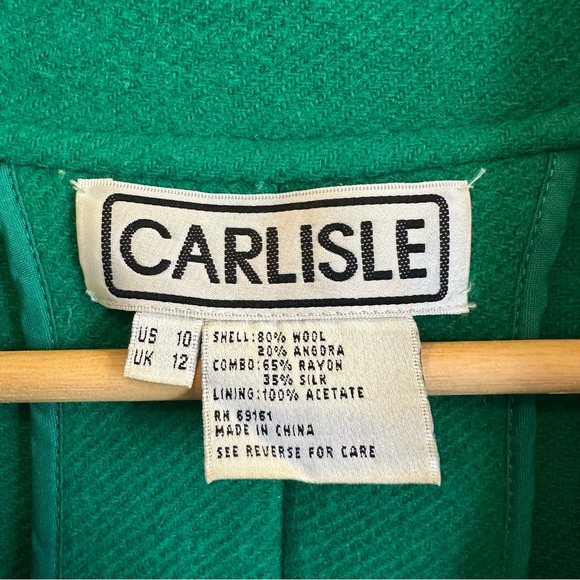 CARLISLE
US 10
UK 12
SHELL:80% WOOL
20% ANGORA
COMBO:65% RAYON
35% SILK
LINING:100% ACETATE
RN 69161
MADE IN CHINA
SEE REVERSE FOR CARE